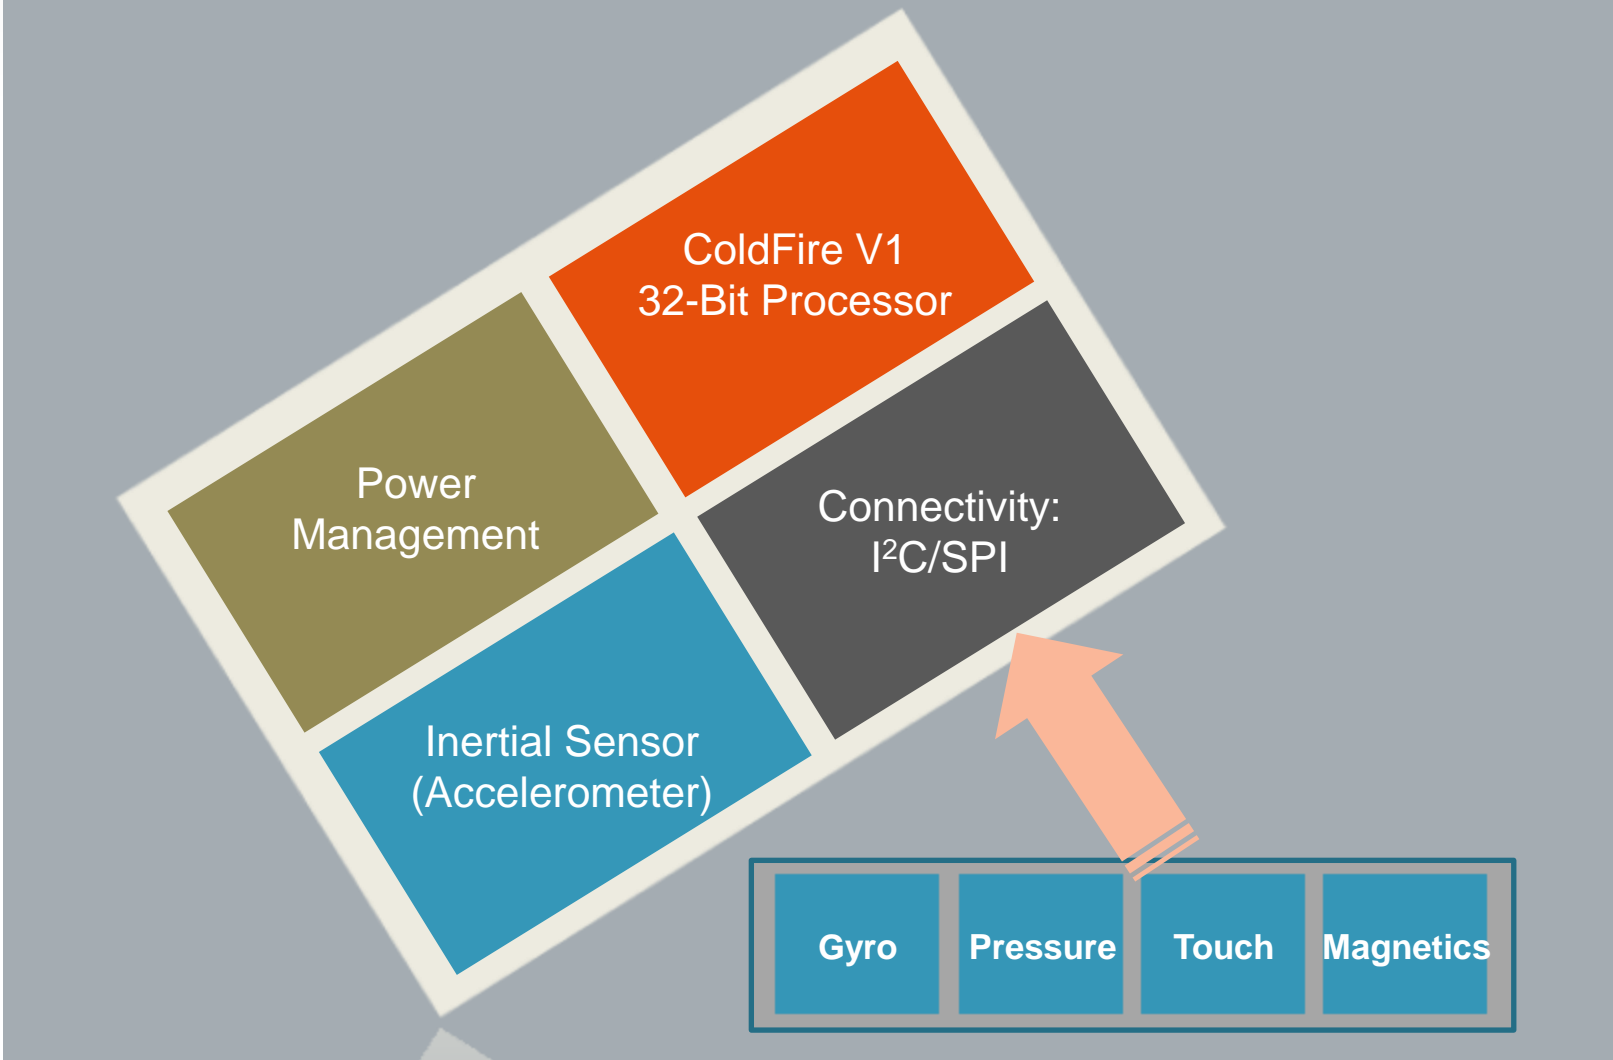 ColdFire V1
32-Bit Processor
Power
Management
Connectivity:
I²C/SPI
Inertial Sensor
(Accelerometer)
Gyro
Pressure
Touch
Magnetics